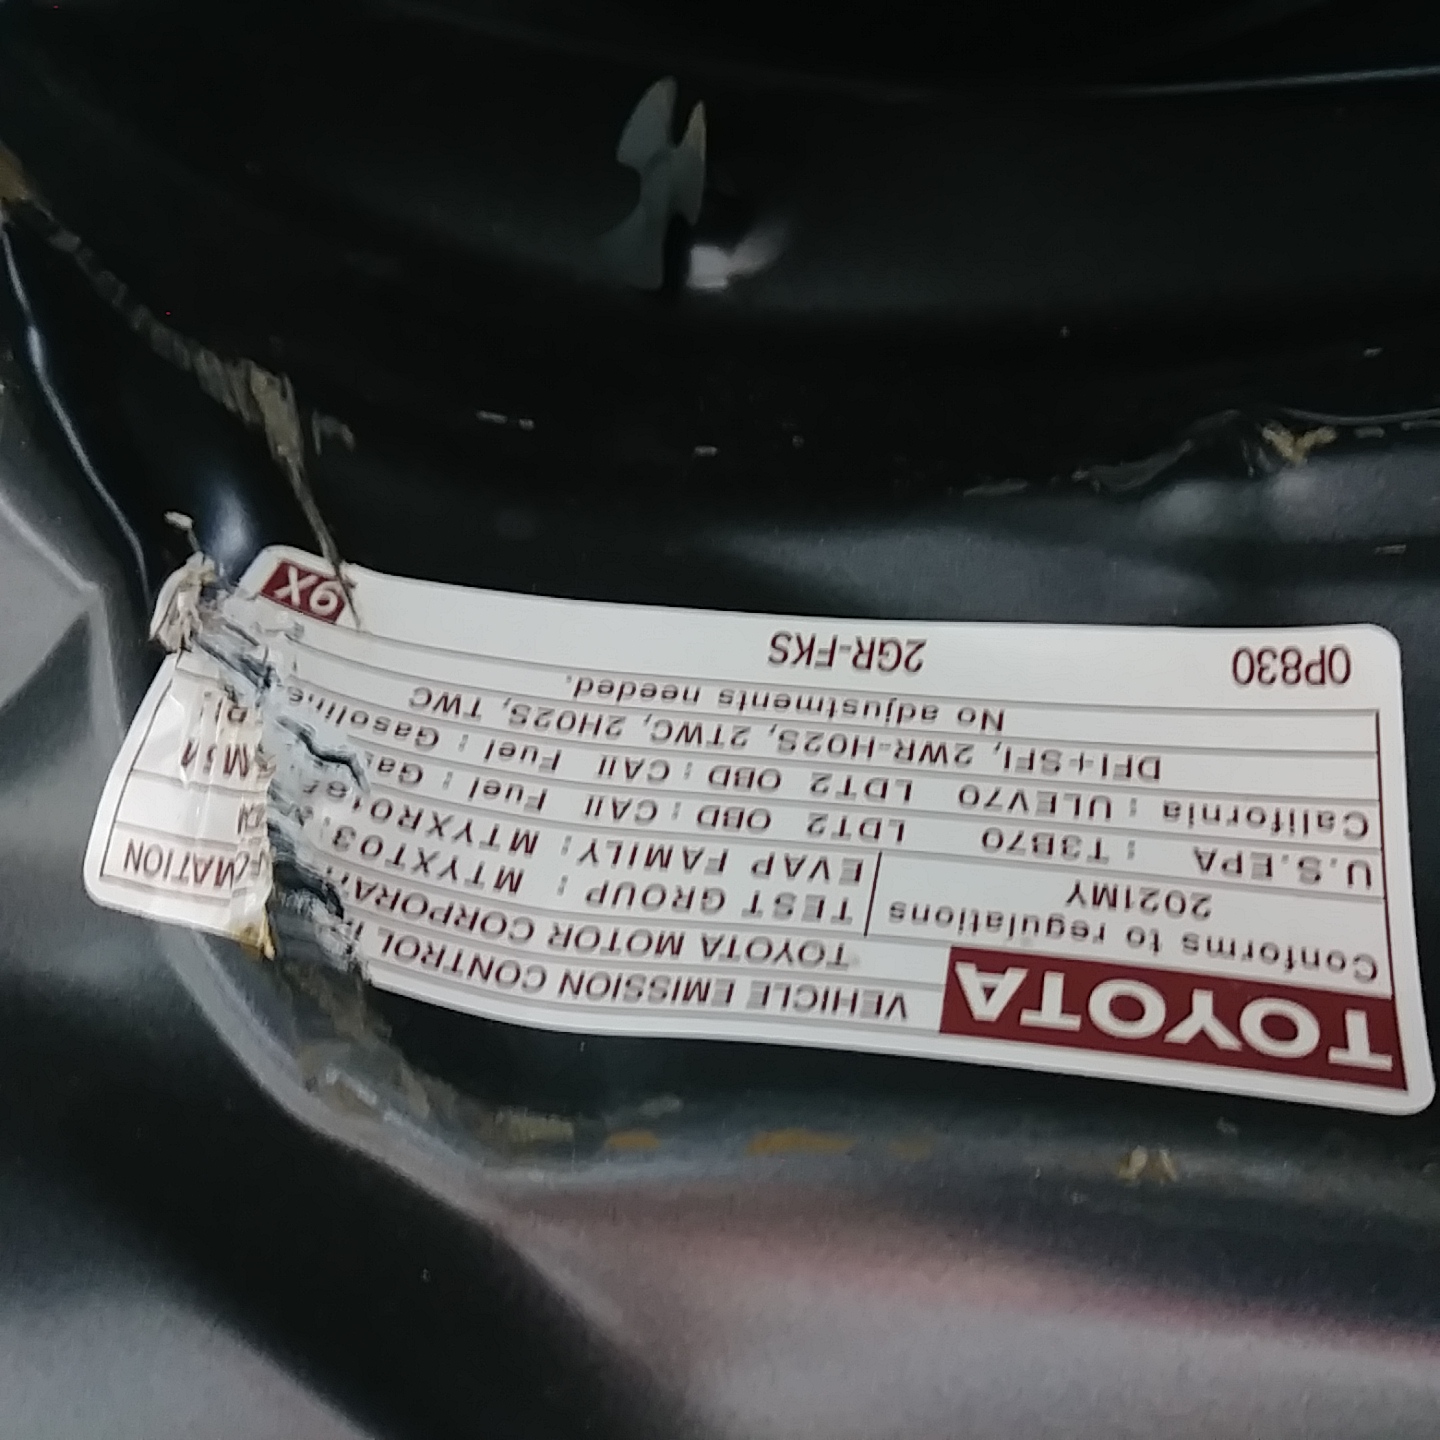 TOYOTA
VEHICLE EMISSION CONTROL MATION
Conforms to regulations
2021MY
TOYOTA MOTOR
TEST GROUP :
EVAP FAMILY:
U.S.EPA : T3B70 LDT2 OBD : CAII Fuel :
California : ULEV70 LDT2 OBD : CAII Fuel : Gasoline
DFI+SFI, 2WR-HO2S, 2TWC, 2HO2S, TWC
No adjustments needed.
0P830 2GR-FKS 9X